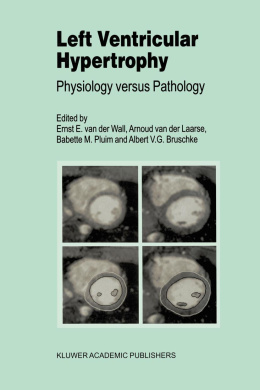 Left Ventricular
Hypertrophy
Physiology versus Pathology
Edited by
Ernst E. van der Wall, Arnoud van der Laarse,
Babette M. Pluim and Albert V.G. Bruschke
KLUWER ACADEMIC PUBLISHERS